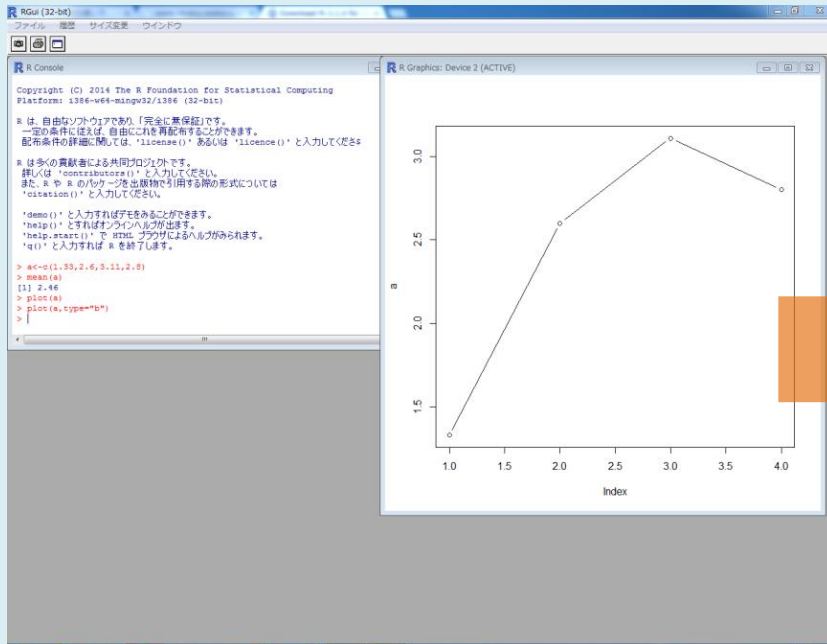 RGui (32-bit)
ファイル 履歴 サイズ変更 ウインドウ
R Console
Copyright (C) 2014 The R Foundation for Statistical Computing
Platform: i386-w64-mingw32/i386 (32-bit)
R は、自由なソフトウェアであり、「完全に無保証」です。
一定の条件に従えば、自由にこれを再配布することができます。
配布条件の詳細に関しては、'license()' あるいは 'licence()' と入力してくださ$
R は多くの貢献者による共同プロジェクトです。
詳しくは 'contributors()' と入力してください。
また、R や R のパッケージを出版物で引用する際の形式については
'citation()' と入力してください。
'demo()' と入力すればデモをみることができます。
'help()' とすればオンラインヘルプが出ます。
'help.start()' で HTML ブラウザによるヘルプがみられます。
'q()' と入力すれば R を終了します。
> a<-c(1.33,2.6,3.11,2.8)
> mean(a)
[1] 2.46
> plot(a)
> plot(a,type="b")
>
R Graphics: Device 2 (ACTIVE)
3.0
2.5
2.0
1.5
a
1.0 1.5 2.0 2.5 3.0 3.5 4.0
Index